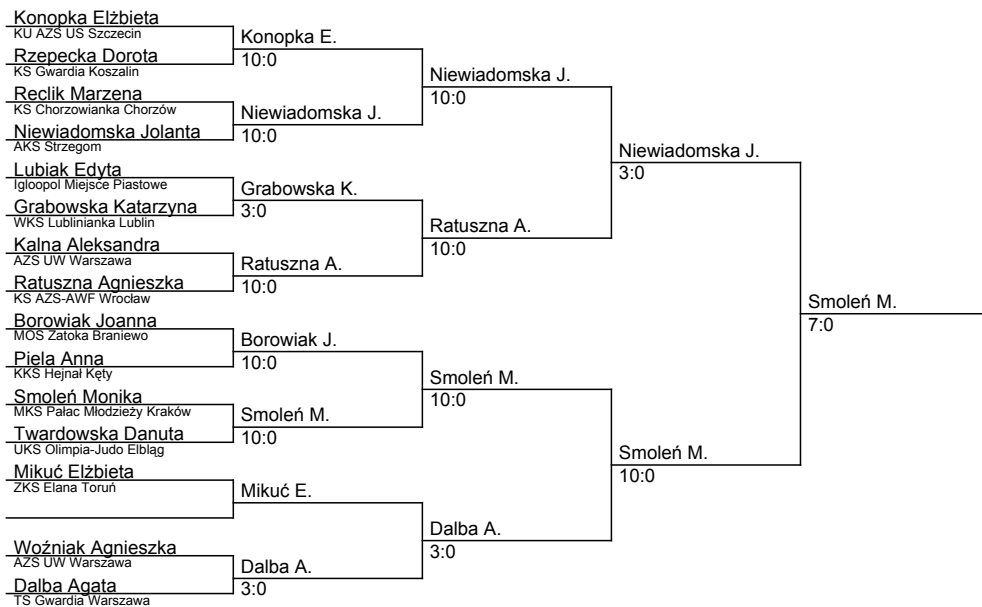 Konopka Elżbieta
KU AZS US Szczecin
Rzepecka Dorota
KS Gwardia Koszalin
Reclik Marzena
KS Chorzowianka Chorzów
Niewiadomska Jolanta
AKS Strzegom
Lubiak Edyta
Igloopol Miejsce Piastowe
Grabowska Katarzyna
WKS Lublinianka Lublin
Kalna Aleksandra
AZS UW Warszawa
Ratuszna Agnieszka
KS AZS-AWF Wrocław
Borowiak Joanna
MOS Zatoka Braniewo
Piela Anna
KKS Hejnał Kęty
Smoleń Monika
MKS Pałac Młodzieży Kraków
Twardowska Danuta
UKS Olimpia-Judo Elbląg
Mikuć Elżbieta
ZKS Elana Toruń
Woźniak Agnieszka
AZS UW Warszawa
Dalba Agata
TS Gwardia Warszawa
Konopka E.
10:0
Niewiadomska J.
10:0
Grabowska K.
3:0
Ratuszna A.
10:0
Borowiak J.
10:0
Smoleń M.
10:0
Mikuć E.
Dalba A.
3:0
Niewiadomska J.
10:0
Ratuszna A.
10:0
Smoleń M.
10:0
Dalba A.
3:0
Niewiadomska J.
3:0
Smoleń M.
10:0
Smoleń M.
7:0